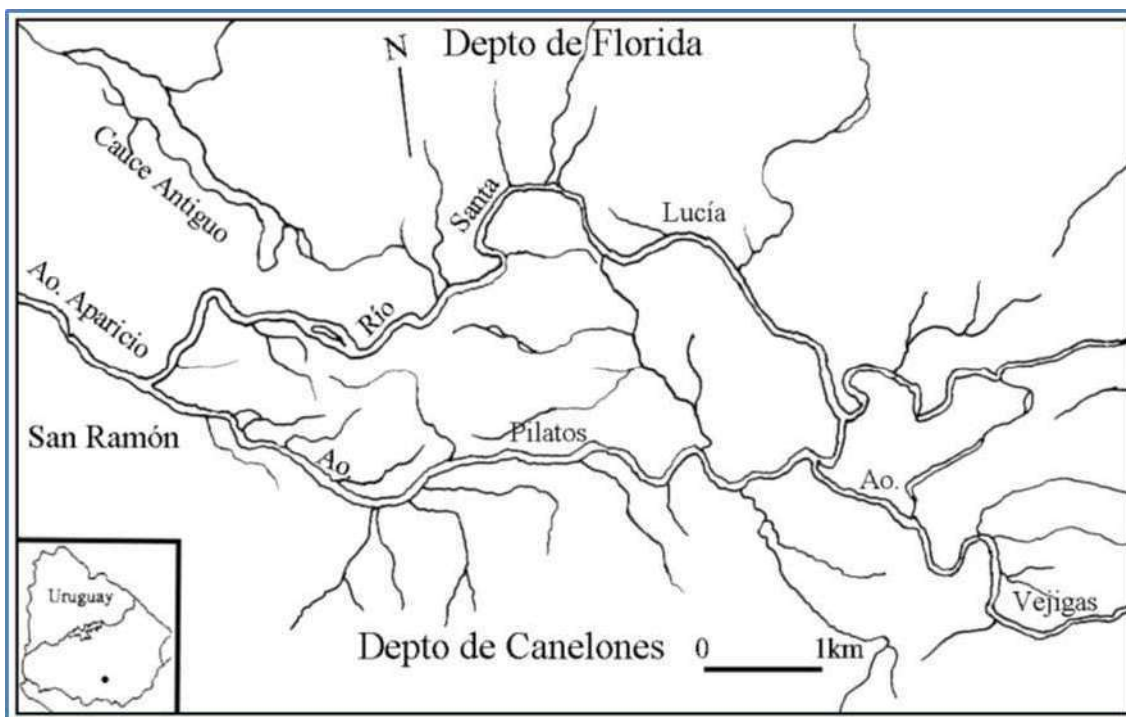 Depto de Florida
N
Cauce Antiguo
Santa
Lucía
Ao. Aparicio
Río
San Ramón
Pilatos
Ao.
Ao.
Uruguay
Vejigas
Depto de Canelones
0 1km